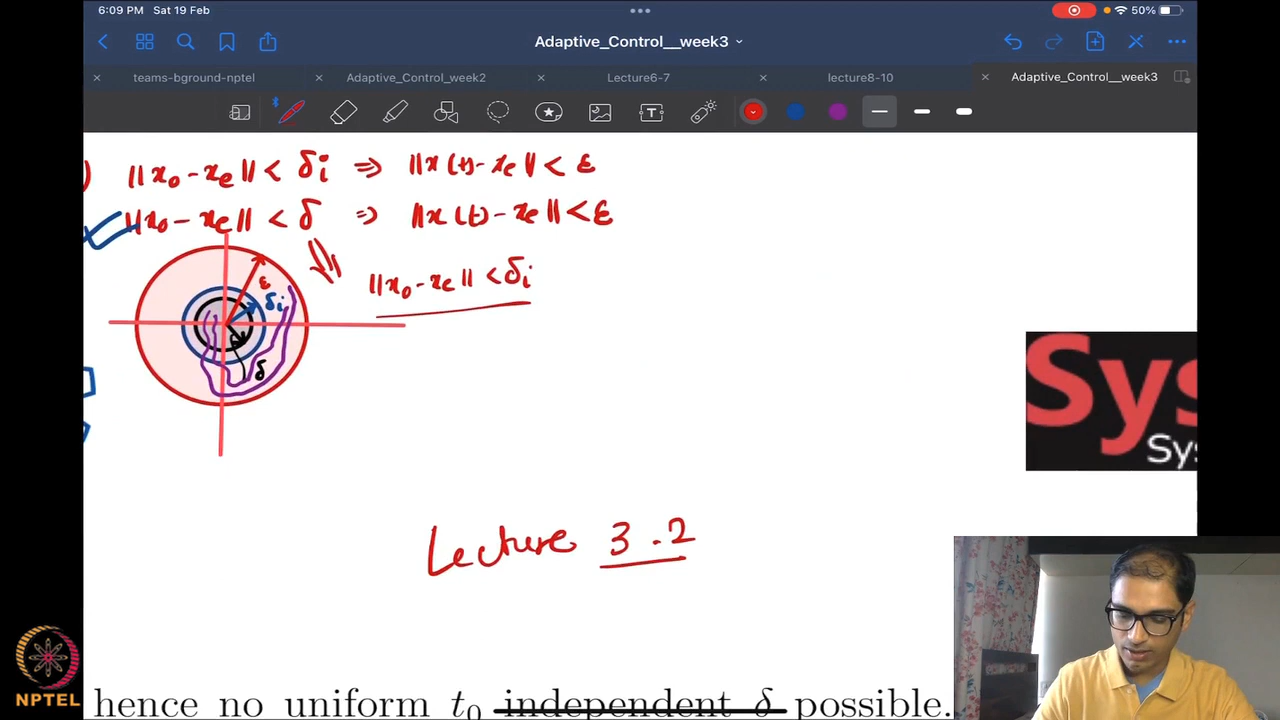 6:09 PM Sat 19 Feb
50%
Adaptive_Control__week3
teams-bground-nptel
Adaptive_Control_week2
Lecture6-7
lecture8-10
Adaptive_Control__week3
) ||x₀ - xₑ|| < δᵢ ⇒ ||x(t) - xₑ|| < ε
||x₀ - xₑ|| < δ ⇒ ||x(t) - xₑ|| < ε
||x₀ - xₑ|| < δᵢ
ε
δᵢ
δ
Sys
Sys
Lecture 3.2
NPTEL
hence no uniform t₀ independent δ possible.